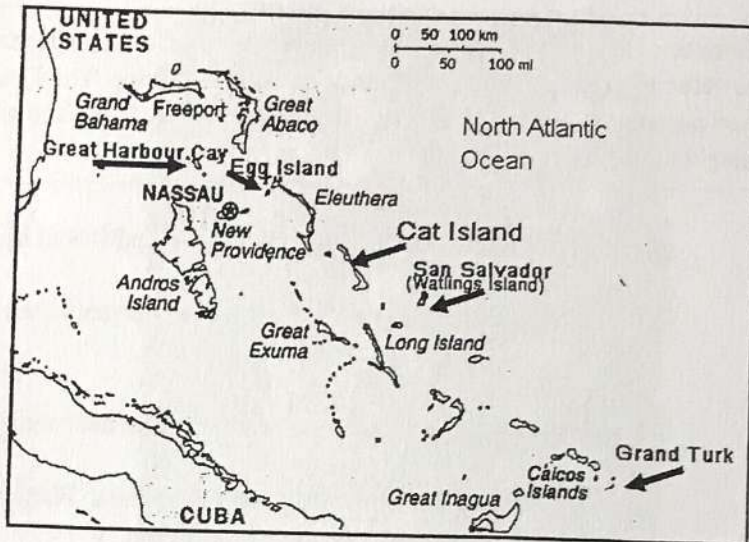 UNITED
STATES
0 50 100 km
0 50 100 mi
Grand
Bahama
Freeport
Great
Abaco
North Atlantic
Ocean
Great Harbour Cay
Egg Island
NASSAU
Eleuthera
New
Providence
Cat Island
San Salvador
(Watlings Island)
Andros
Island
Great
Exuma
Long Island
Grand Turk
Caicos
Islands
Great Inagua
CUBA